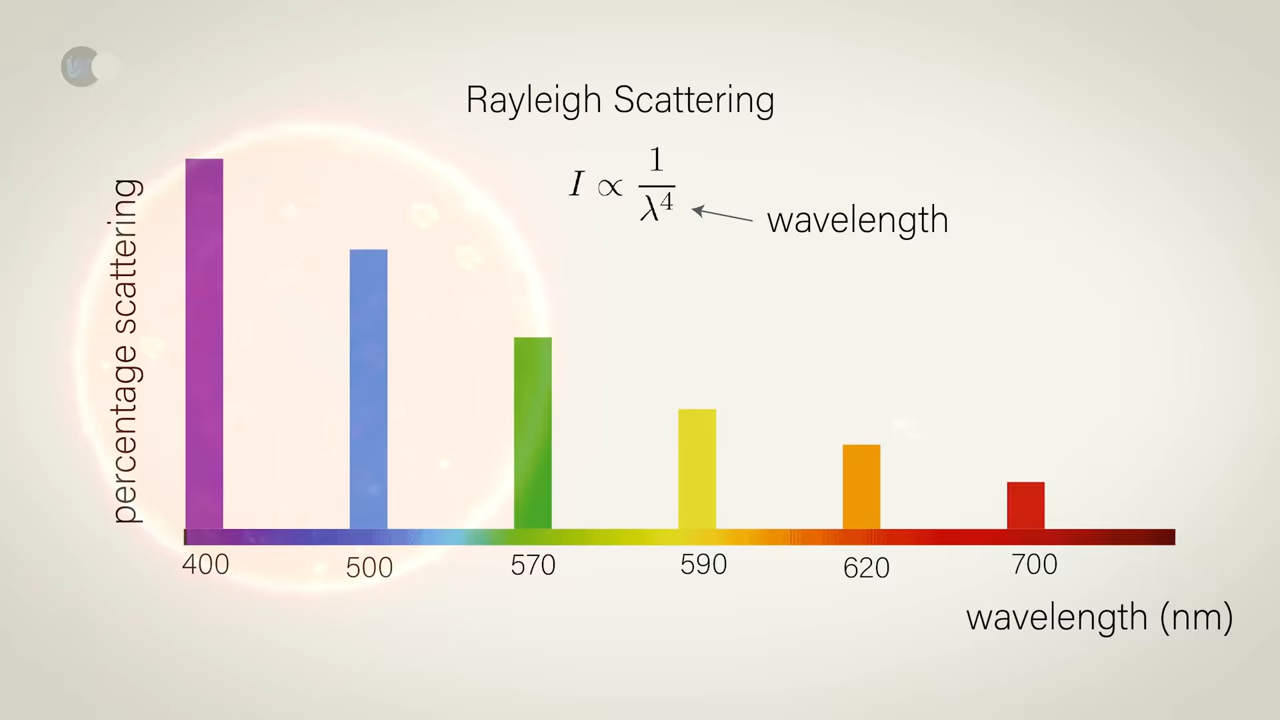 Rayleigh Scattering
I ∝ 1/λ⁴
wavelength
percentage scattering
400 500 570 590 620 700
wavelength (nm)